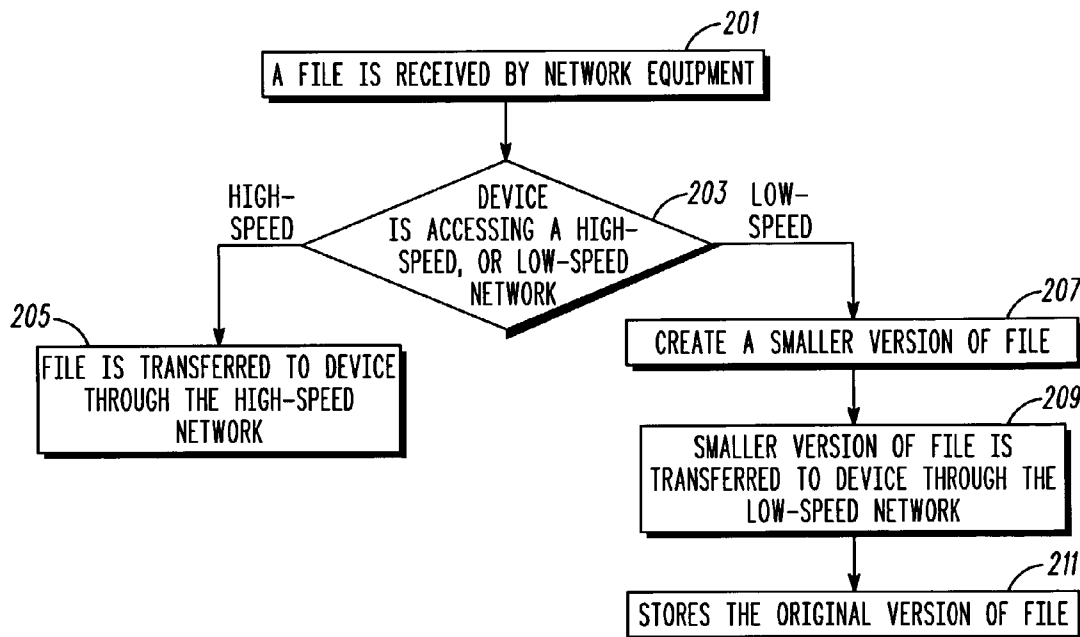 201
A FILE IS RECEIVED BY NETWORK EQUIPMENT
HIGH-
SPEED
DEVICE
IS ACCESSING A HIGH-
SPEED, OR LOW-SPEED
NETWORK
203
LOW-
SPEED
205
FILE IS TRANSFERRED TO DEVICE
THROUGH THE HIGH-SPEED
NETWORK
207
CREATE A SMALLER VERSION OF FILE
209
SMALLER VERSION OF FILE IS
TRANSFERRED TO DEVICE THROUGH THE
LOW-SPEED NETWORK
211
STORES THE ORIGINAL VERSION OF FILE